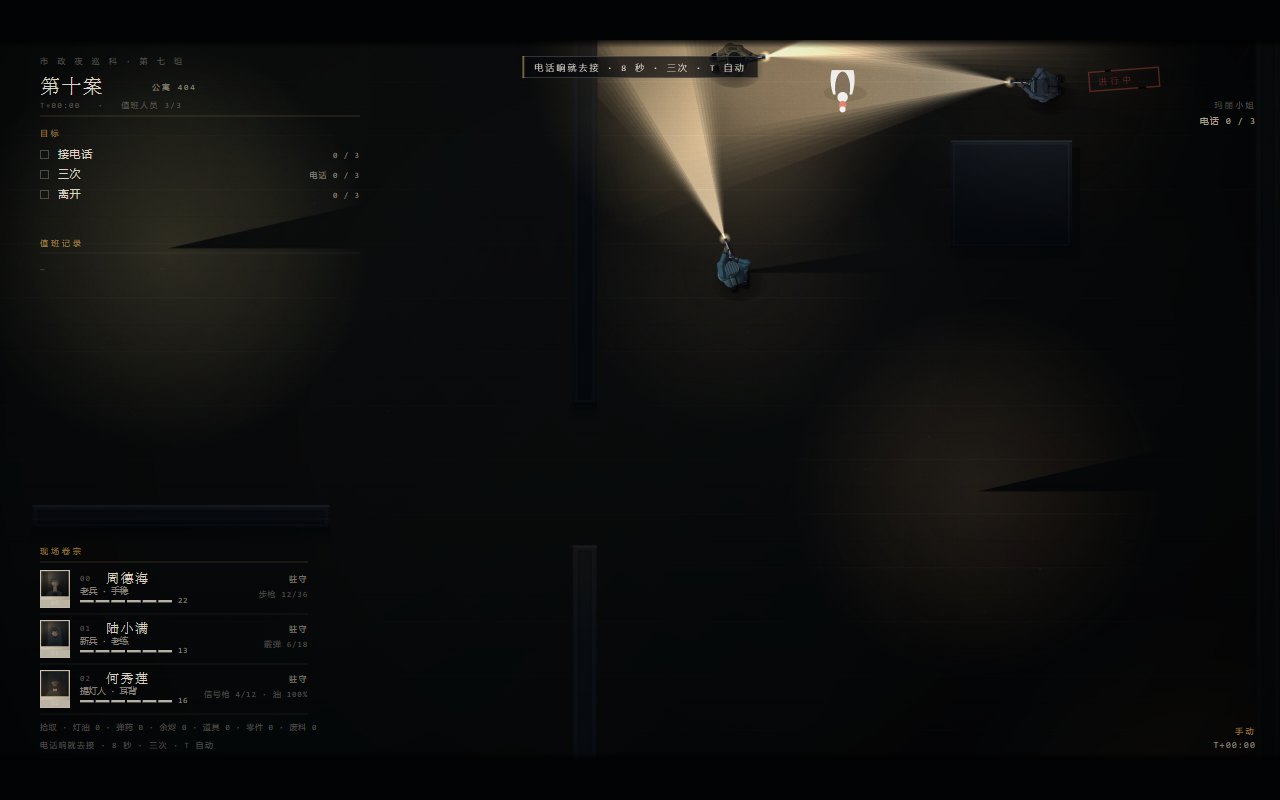 市政夜巡科 · 第七组
第十案 公寓 404
T+00:00 · 值班人员 3/3
目标
接电话 0 / 3
三次 电话 0 / 3
离开 0 / 3
值班记录
—
电话响就去接 · 8 秒 · 三次 · T 自动
进行中
玛丽小姐
电话 0 / 3
现场卷宗
00 周德海 驻守
老兵 · 手稳 步枪 12/36
22
01 陆小满 驻守
新兵 · 老练 霰弹 6/18
13
02 何秀莲 驻守
提灯人 · 耳背 信号枪 4/12 · 油 100%
16
拾取 · 灯油 0 · 弹药 0 · 余烬 0 · 道具 0 · 零件 0 · 废料 0
电话响就去接 · 8 秒 · 三次 · T 自动
手动
T+00:00